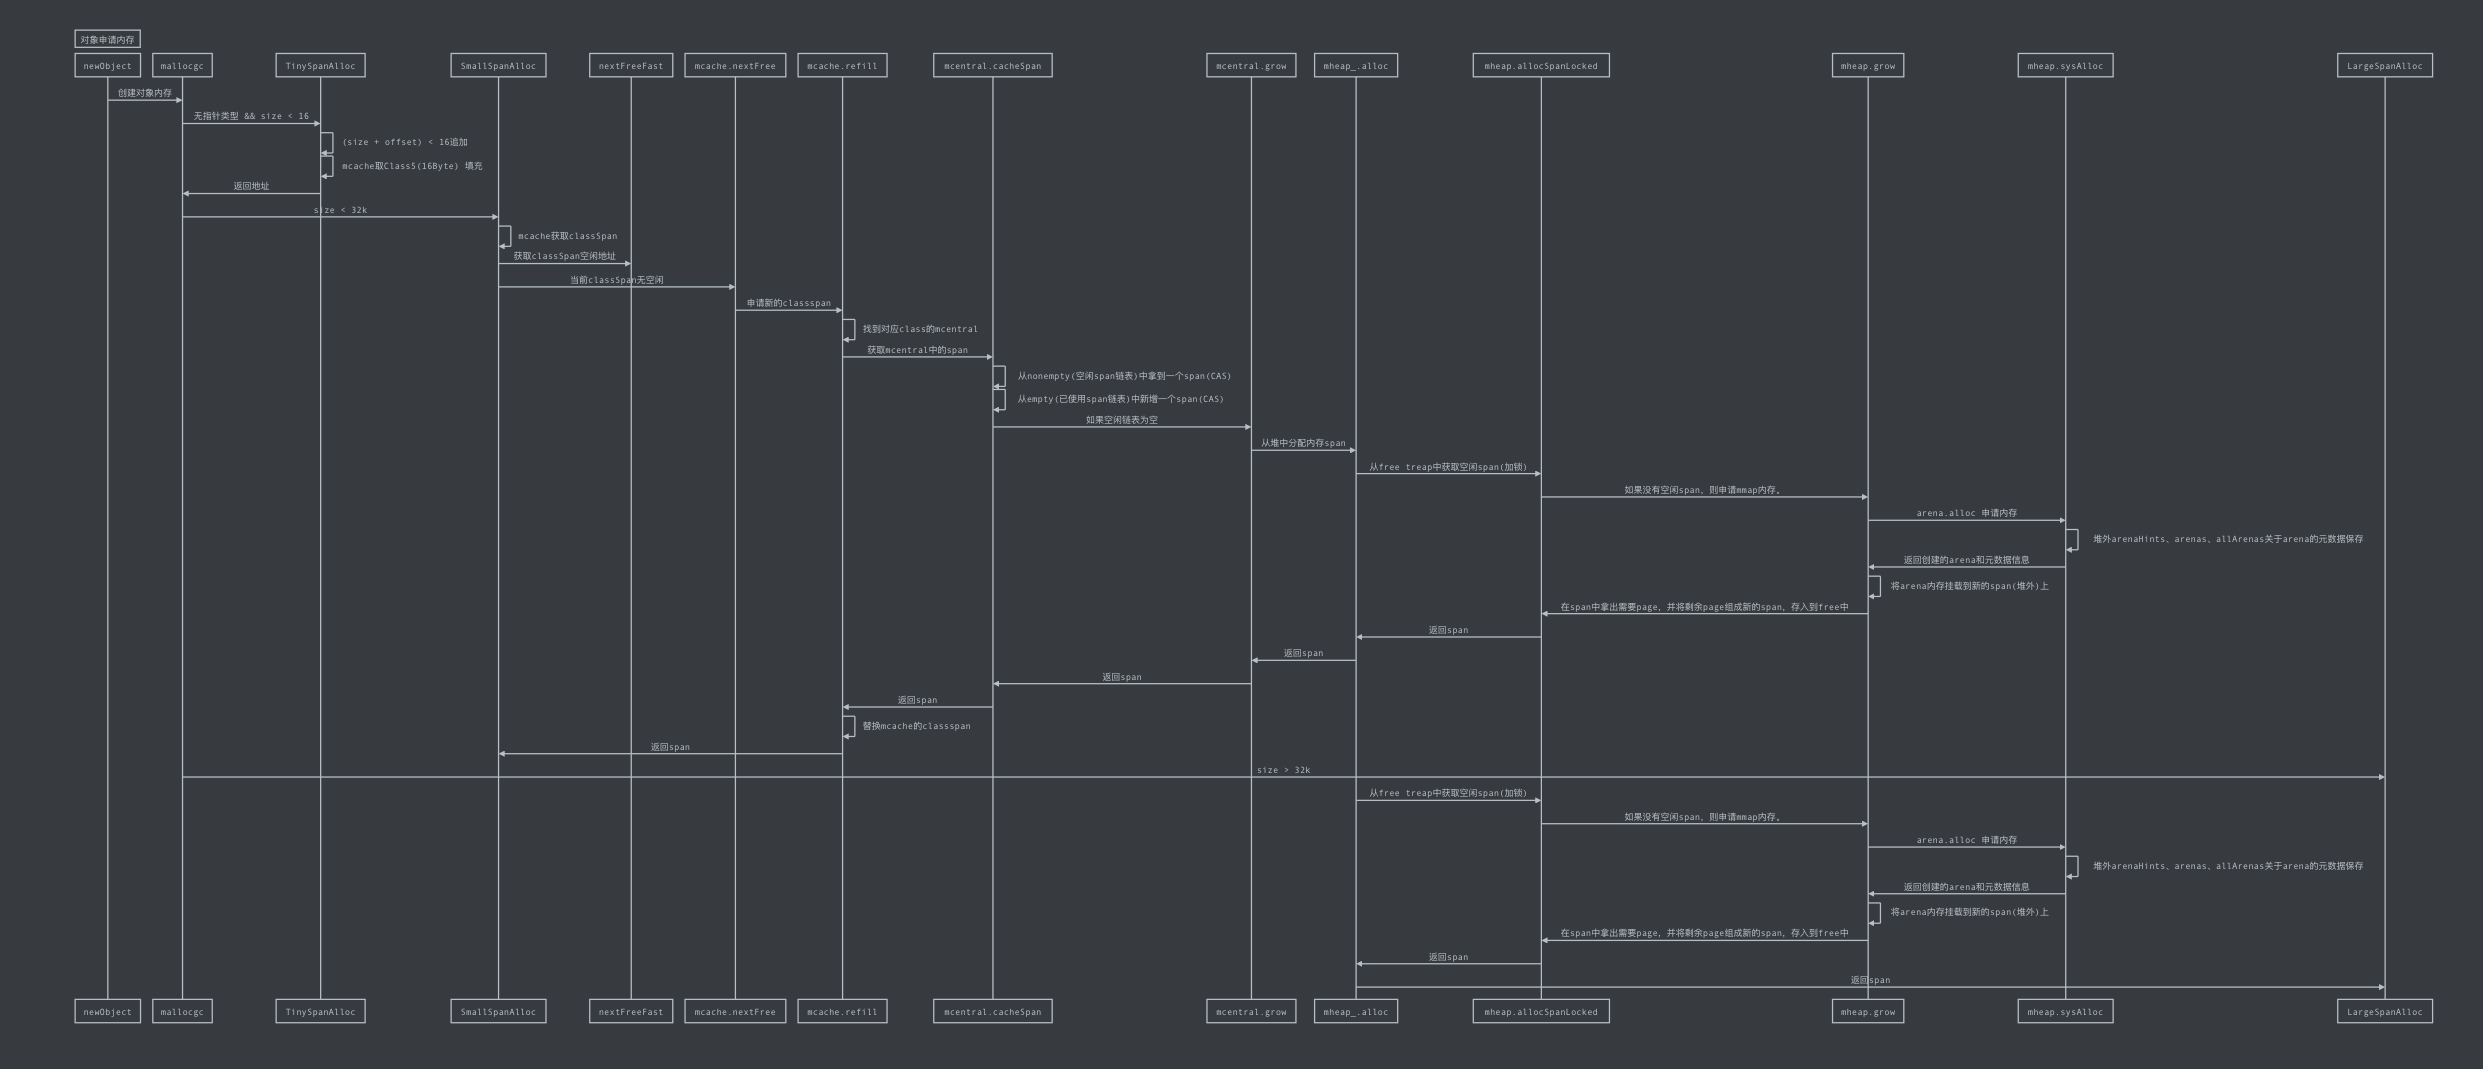 对象申请内存
newObject
mallocgc
TinySpanAlloc
SmallSpanAlloc
nextFreeFast
mcache.nextFree
mcache.refill
mcentral.cacheSpan
mcentral.grow
mheap_.alloc
mheap.allocSpanLocked
mheap.grow
mheap.sysAlloc
LargeSpanAlloc
创建对象内存
无指针类型 && size < 16
(size + offset) < 16追加
mcache取Class5(16Byte) 填充
返回地址
size < 32k
mcache获取classSpan
获取classSpan空闲地址
当前classSpan无空闲
申请新的classspan
找到对应class的mcentral
获取mcentral中的span
从nonempty(空闲span链表)中拿到一个span(CAS)
从empty(已使用span链表)中新增一个span(CAS)
如果空闲链表为空
从堆中分配内存span
从free treap中获取空闲span(加锁)
如果没有空闲span，则申请mmap内存。
arena.alloc 申请内存
堆外arenaHints、arenas、allArenas关于arena的元数据保存
返回创建的arena和元数据信息
将arena内存挂载到新的span(堆外)上
在span中拿出需要page，并将剩余page组成新的span，存入到free中
返回span
返回span
返回span
返回span
替换mcache的classspan
返回span
size > 32k
从free treap中获取空闲span(加锁)
如果没有空闲span，则申请mmap内存。
arena.alloc 申请内存
堆外arenaHints、arenas、allArenas关于arena的元数据保存
返回创建的arena和元数据信息
将arena内存挂载到新的span(堆外)上
在span中拿出需要page，并将剩余page组成新的span，存入到free中
返回span
返回span
newObject
mallocgc
TinySpanAlloc
SmallSpanAlloc
nextFreeFast
mcache.nextFree
mcache.refill
mcentral.cacheSpan
mcentral.grow
mheap_.alloc
mheap.allocSpanLocked
mheap.grow
mheap.sysAlloc
LargeSpanAlloc